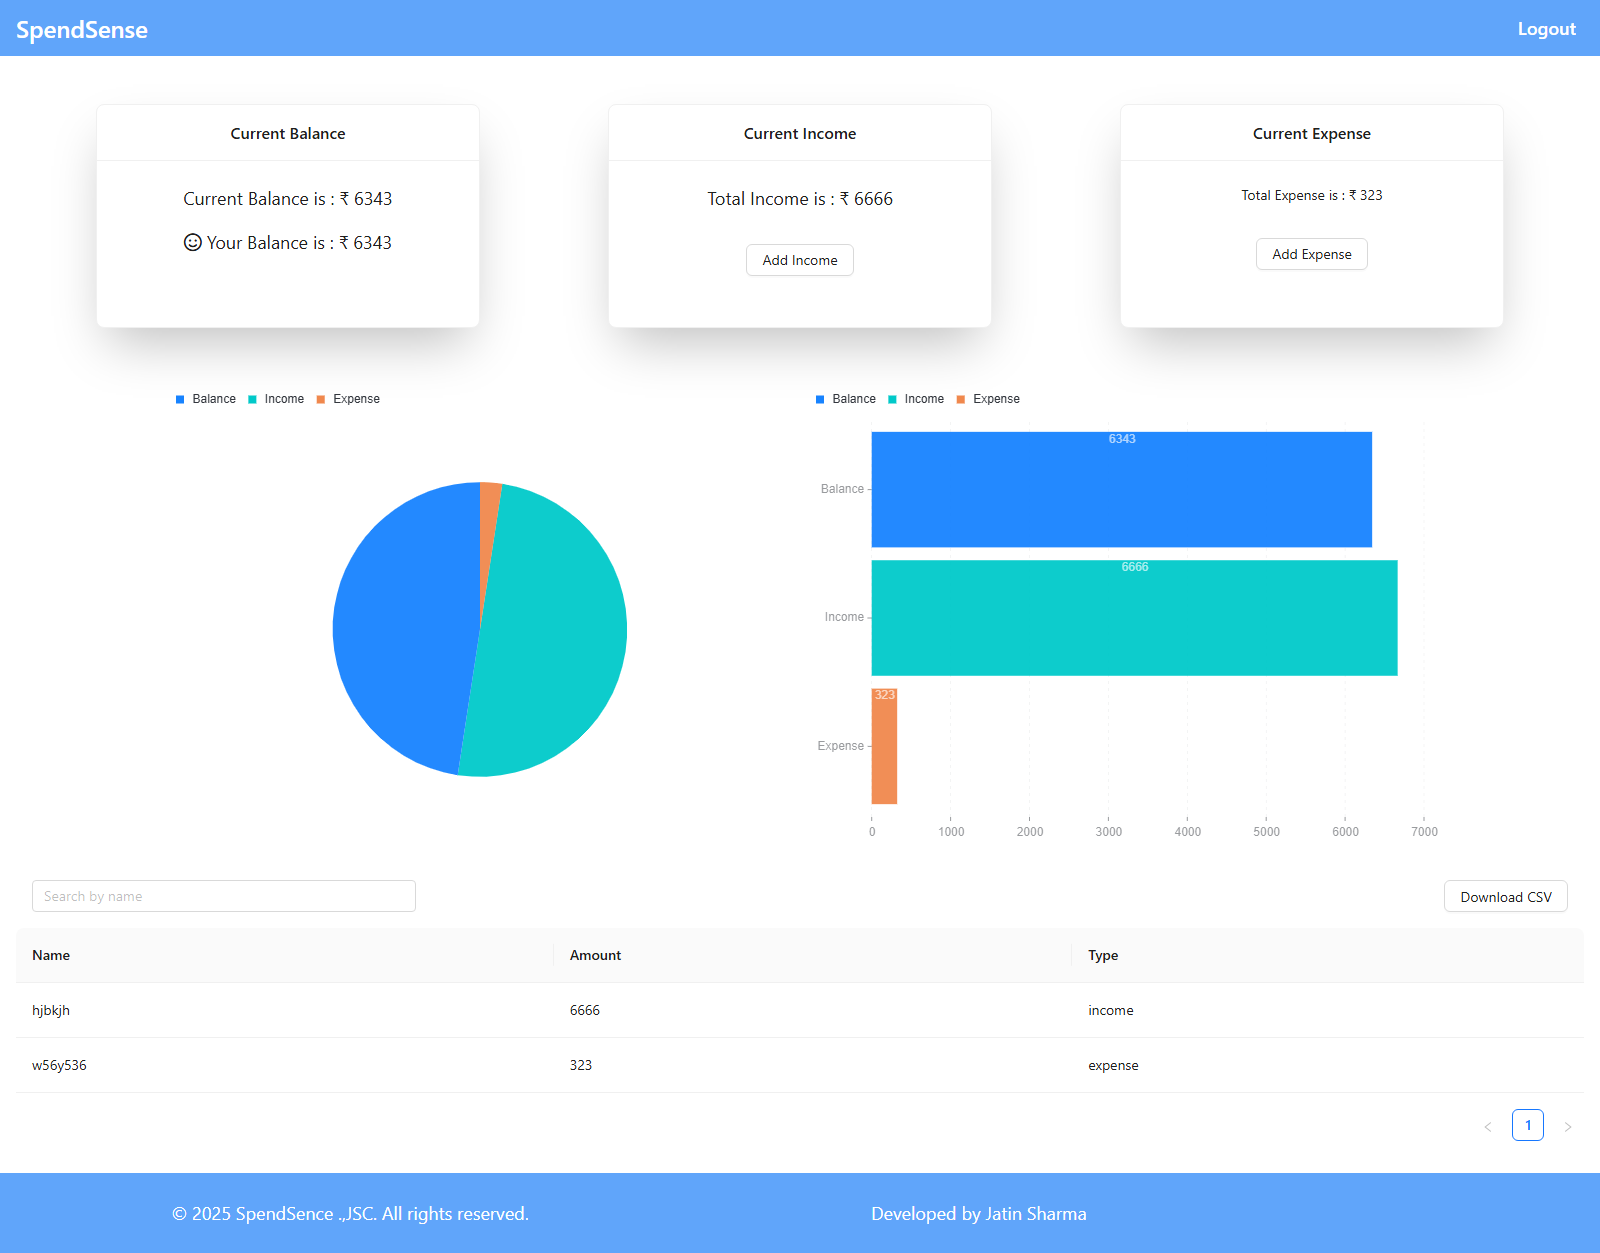 SpendSense
Logout
Current Balance
Current Balance is : ₹ 6343
Your Balance is : ₹ 6343
Current Income
Total Income is : ₹ 6666
Add Income
Current Expense
Total Expense is : ₹ 323
Add Expense
Balance Income Expense
Balance Income Expense
6343
Balance
6666
Income
323
Expense
0 1000 2000 3000 4000 5000 6000 7000
Search by name
Download CSV
Name Amount Type
hjbkjh 6666 income
w56y536 323 expense
< 1 >
© 2025 SpendSence .,JSC. All rights reserved.
Developed by Jatin Sharma